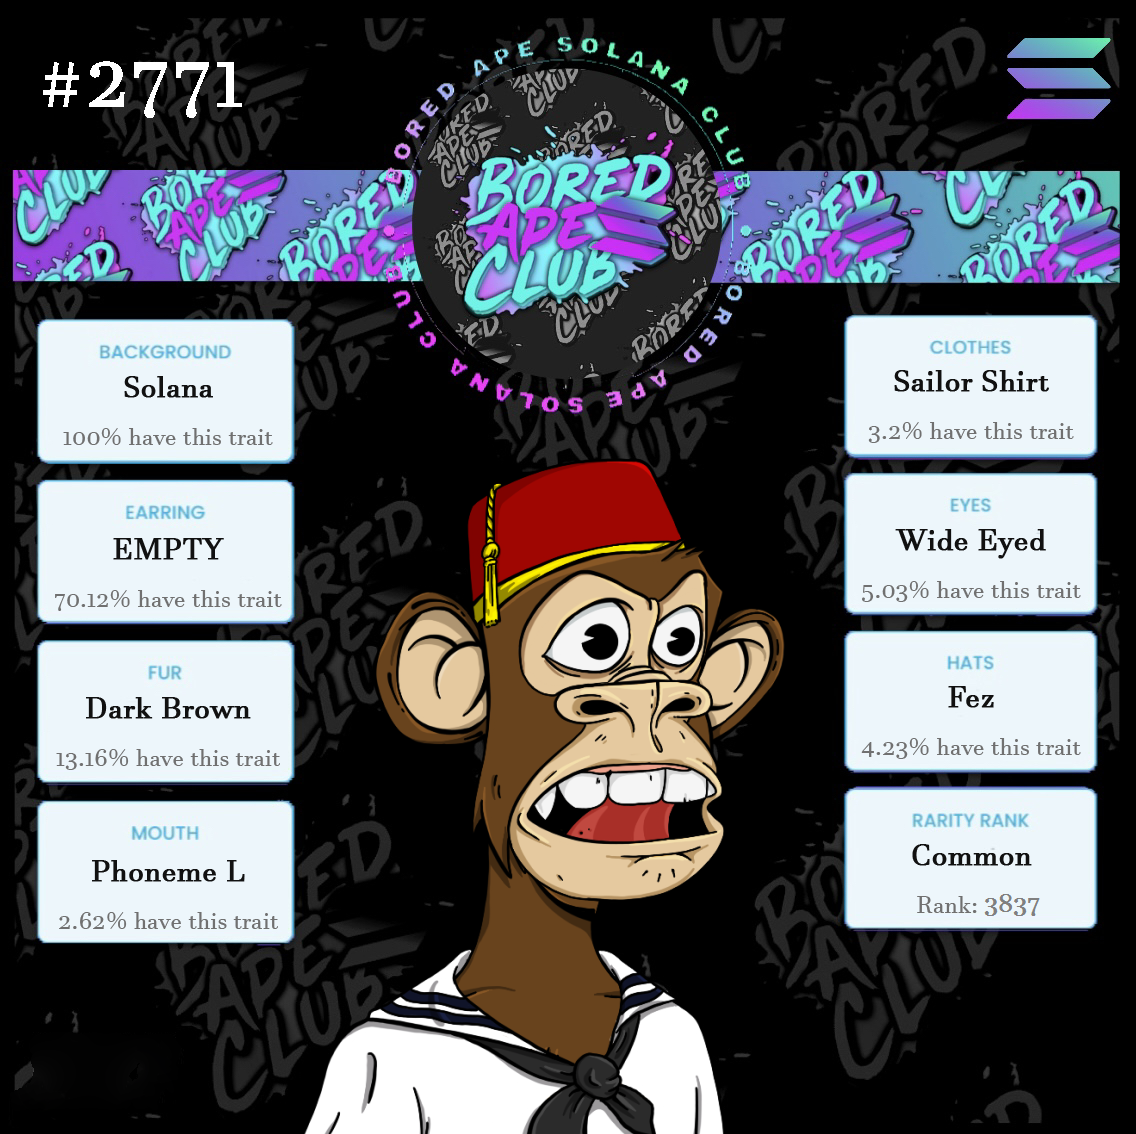 #2771
BORED APE SOLANA CLUB
BORED APE SOLANA CLUB
BORED
APE
CLUB
BACKGROUND
Solana
100% have this trait
EARRING
EMPTY
70.12% have this trait
FUR
Dark Brown
13.16% have this trait
MOUTH
Phoneme L
2.62% have this trait
CLOTHES
Sailor Shirt
3.2% have this trait
EYES
Wide Eyed
5.03% have this trait
HATS
Fez
4.23% have this trait
RARITY RANK
Common
Rank: 3837